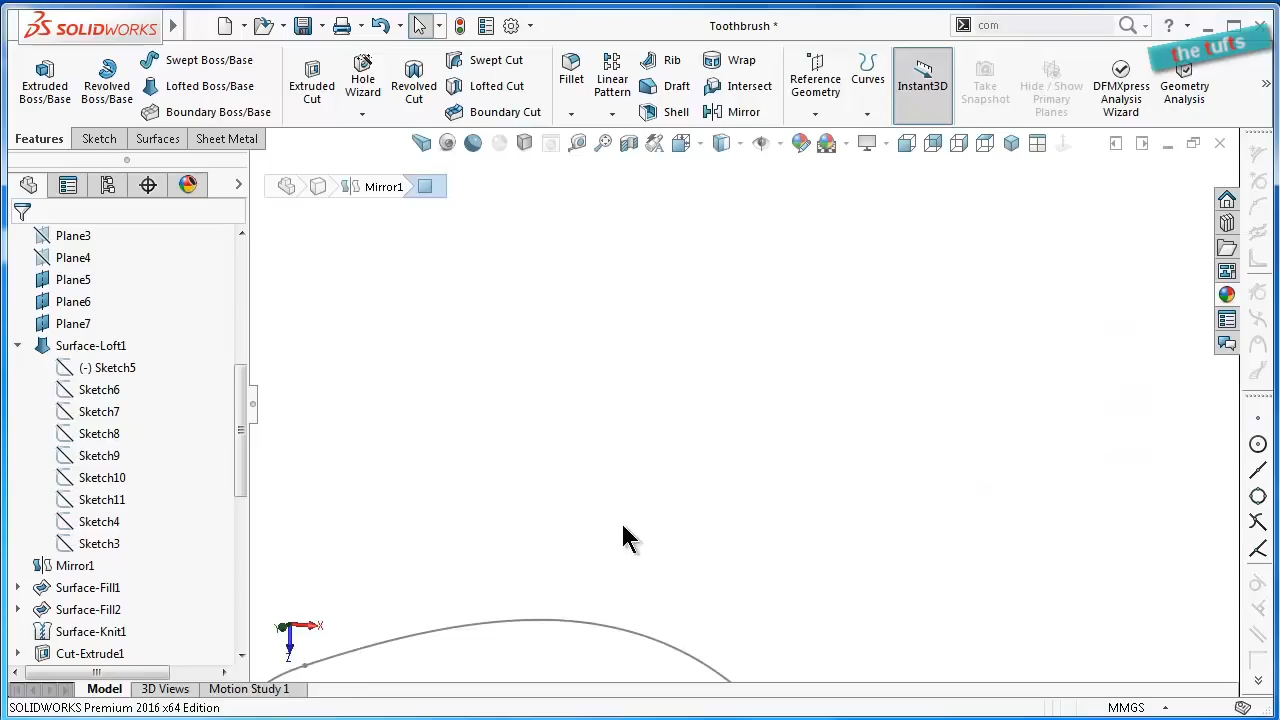 SOLIDWORKS
Toothbrush *
com
?
the tufts
Extruded Boss/Base
Revolved Boss/Base
Swept Boss/Base
Lofted Boss/Base
Boundary Boss/Base
Extruded Cut
Hole Wizard
Revolved Cut
Swept Cut
Lofted Cut
Boundary Cut
Fillet
Linear Pattern
Rib
Draft
Shell
Wrap
Intersect
Mirror
Reference Geometry
Curves
Instant3D
Take Snapshot
Hide / Show Primary Planes
DFMXpress Analysis Wizard
Geometry Analysis
Features Sketch Surfaces Sheet Metal
Mirror1
Plane3
Plane4
Plane5
Plane6
Plane7
Surface-Loft1
(-) Sketch5
Sketch6
Sketch7
Sketch8
Sketch9
Sketch10
Sketch11
Sketch4
Sketch3
Mirror1
Surface-Fill1
Surface-Fill2
Surface-Knit1
Cut-Extrude1
Y X
Z
Model 3D Views Motion Study 1
SOLIDWORKS Premium 2016 x64 Edition
MMGS